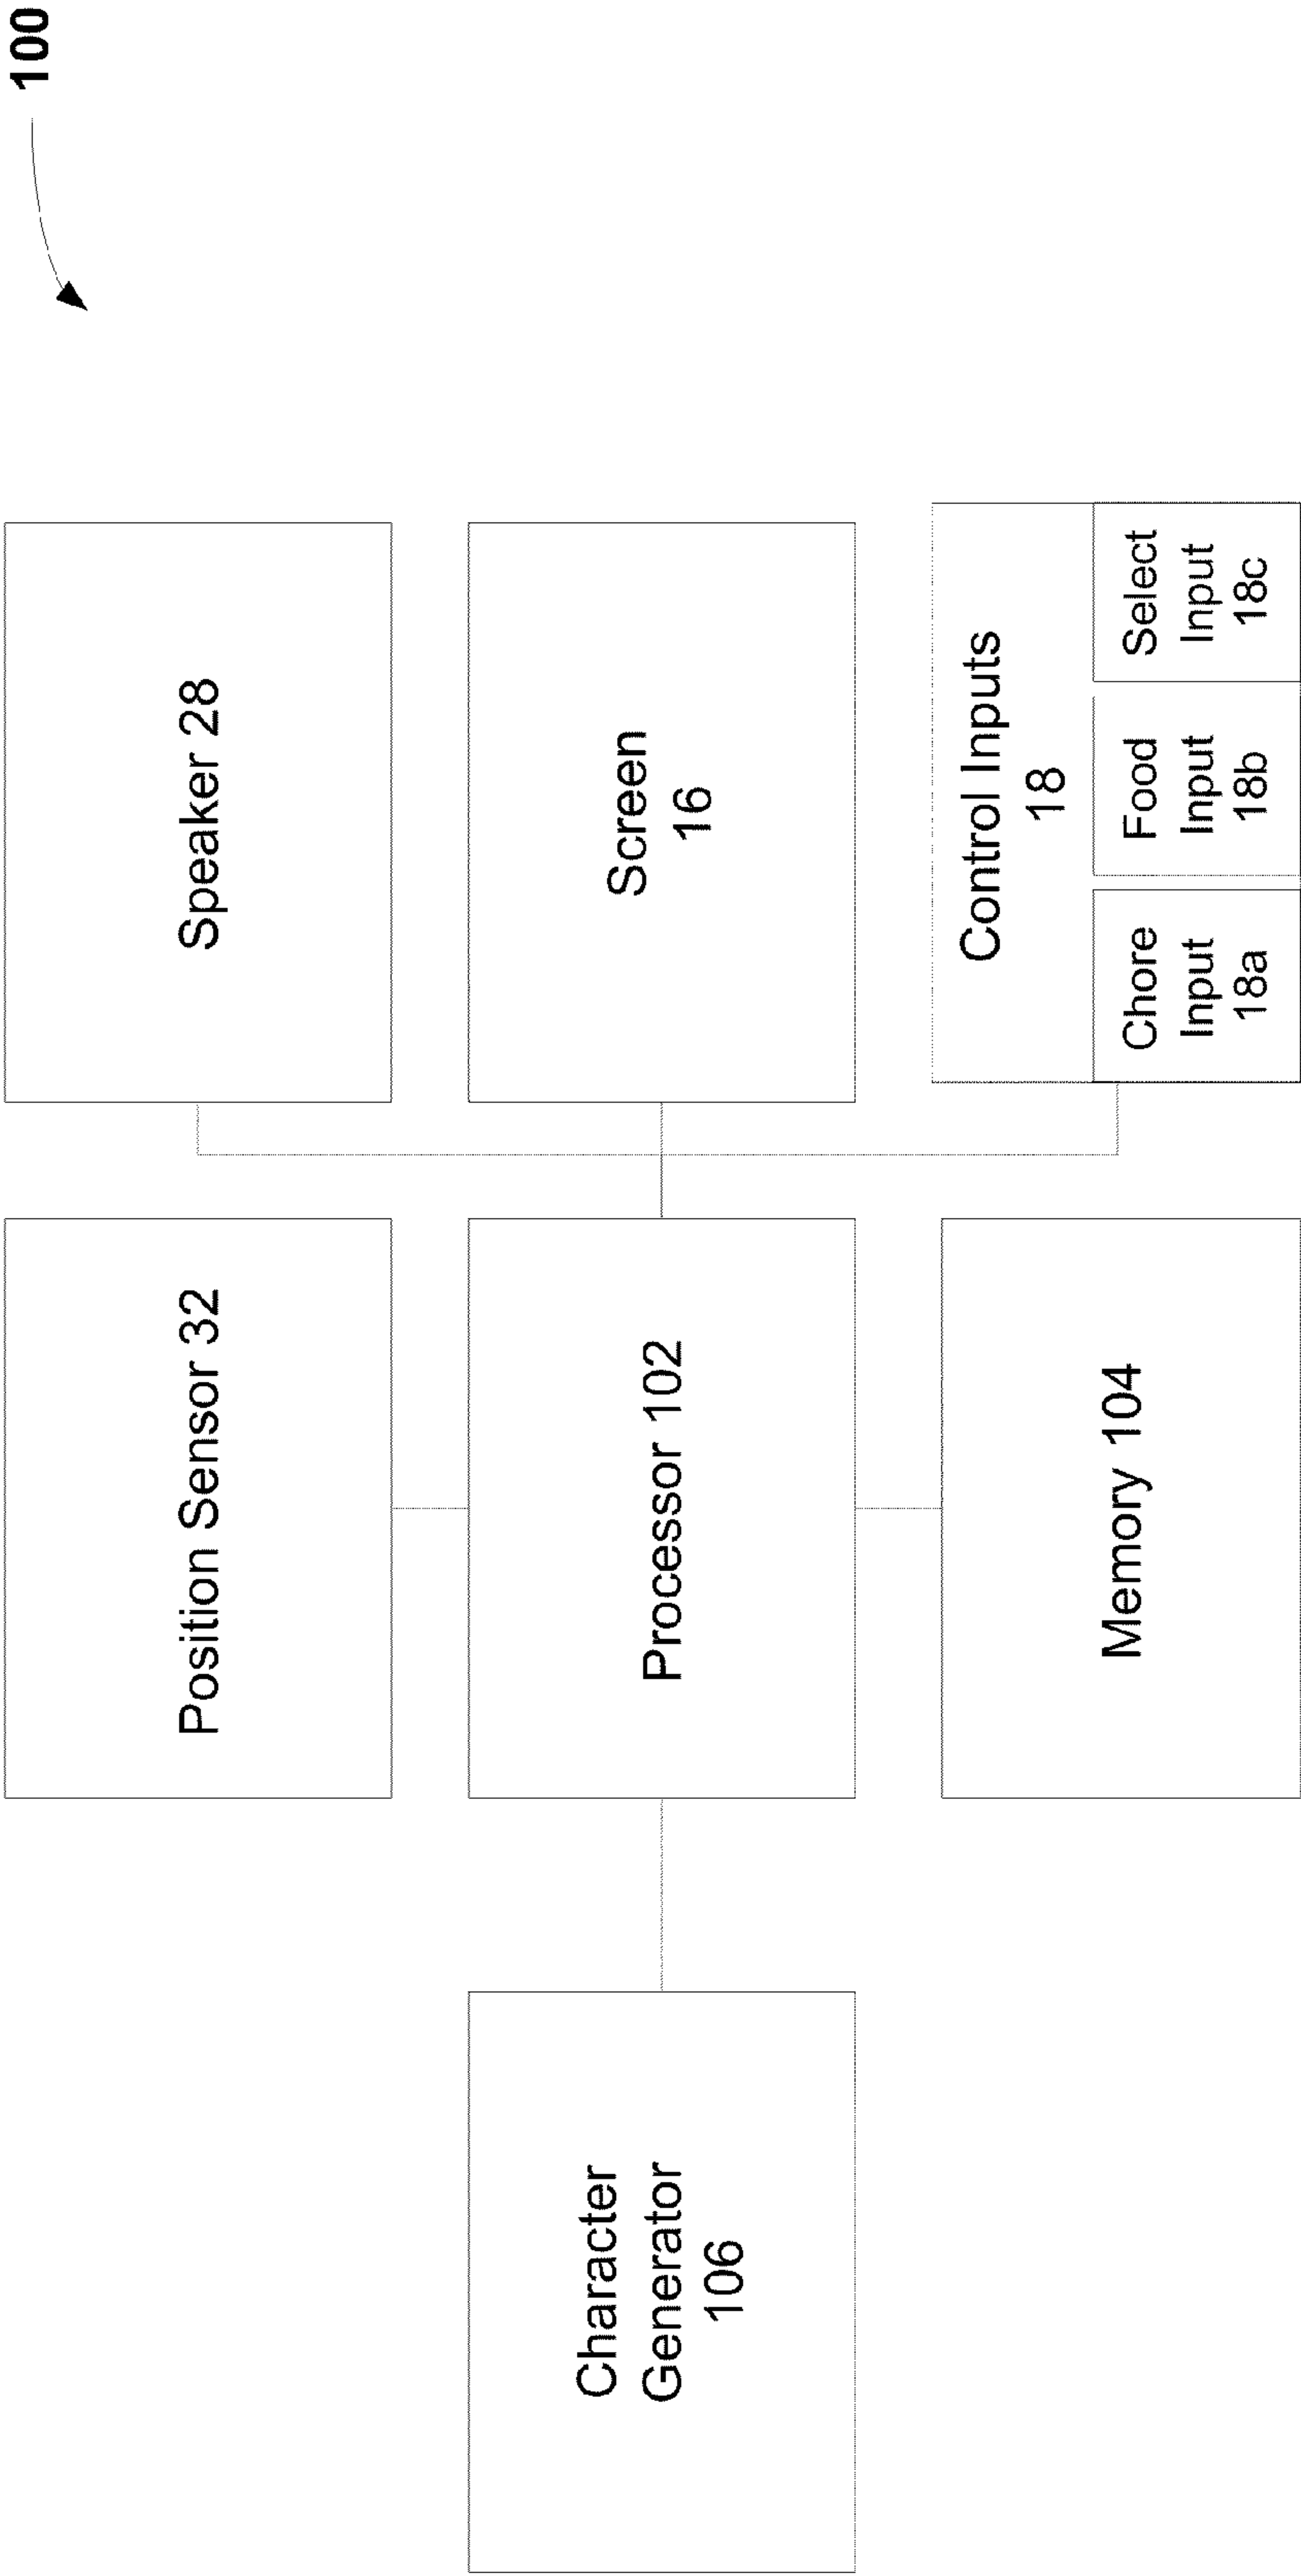 100
Position Sensor 32
Speaker 28
Character
Generator
106
Processor 102
Screen
16
Memory 104
Control Inputs
18
Chore
Input
18a
Food
Input
18b
Select
Input
18c